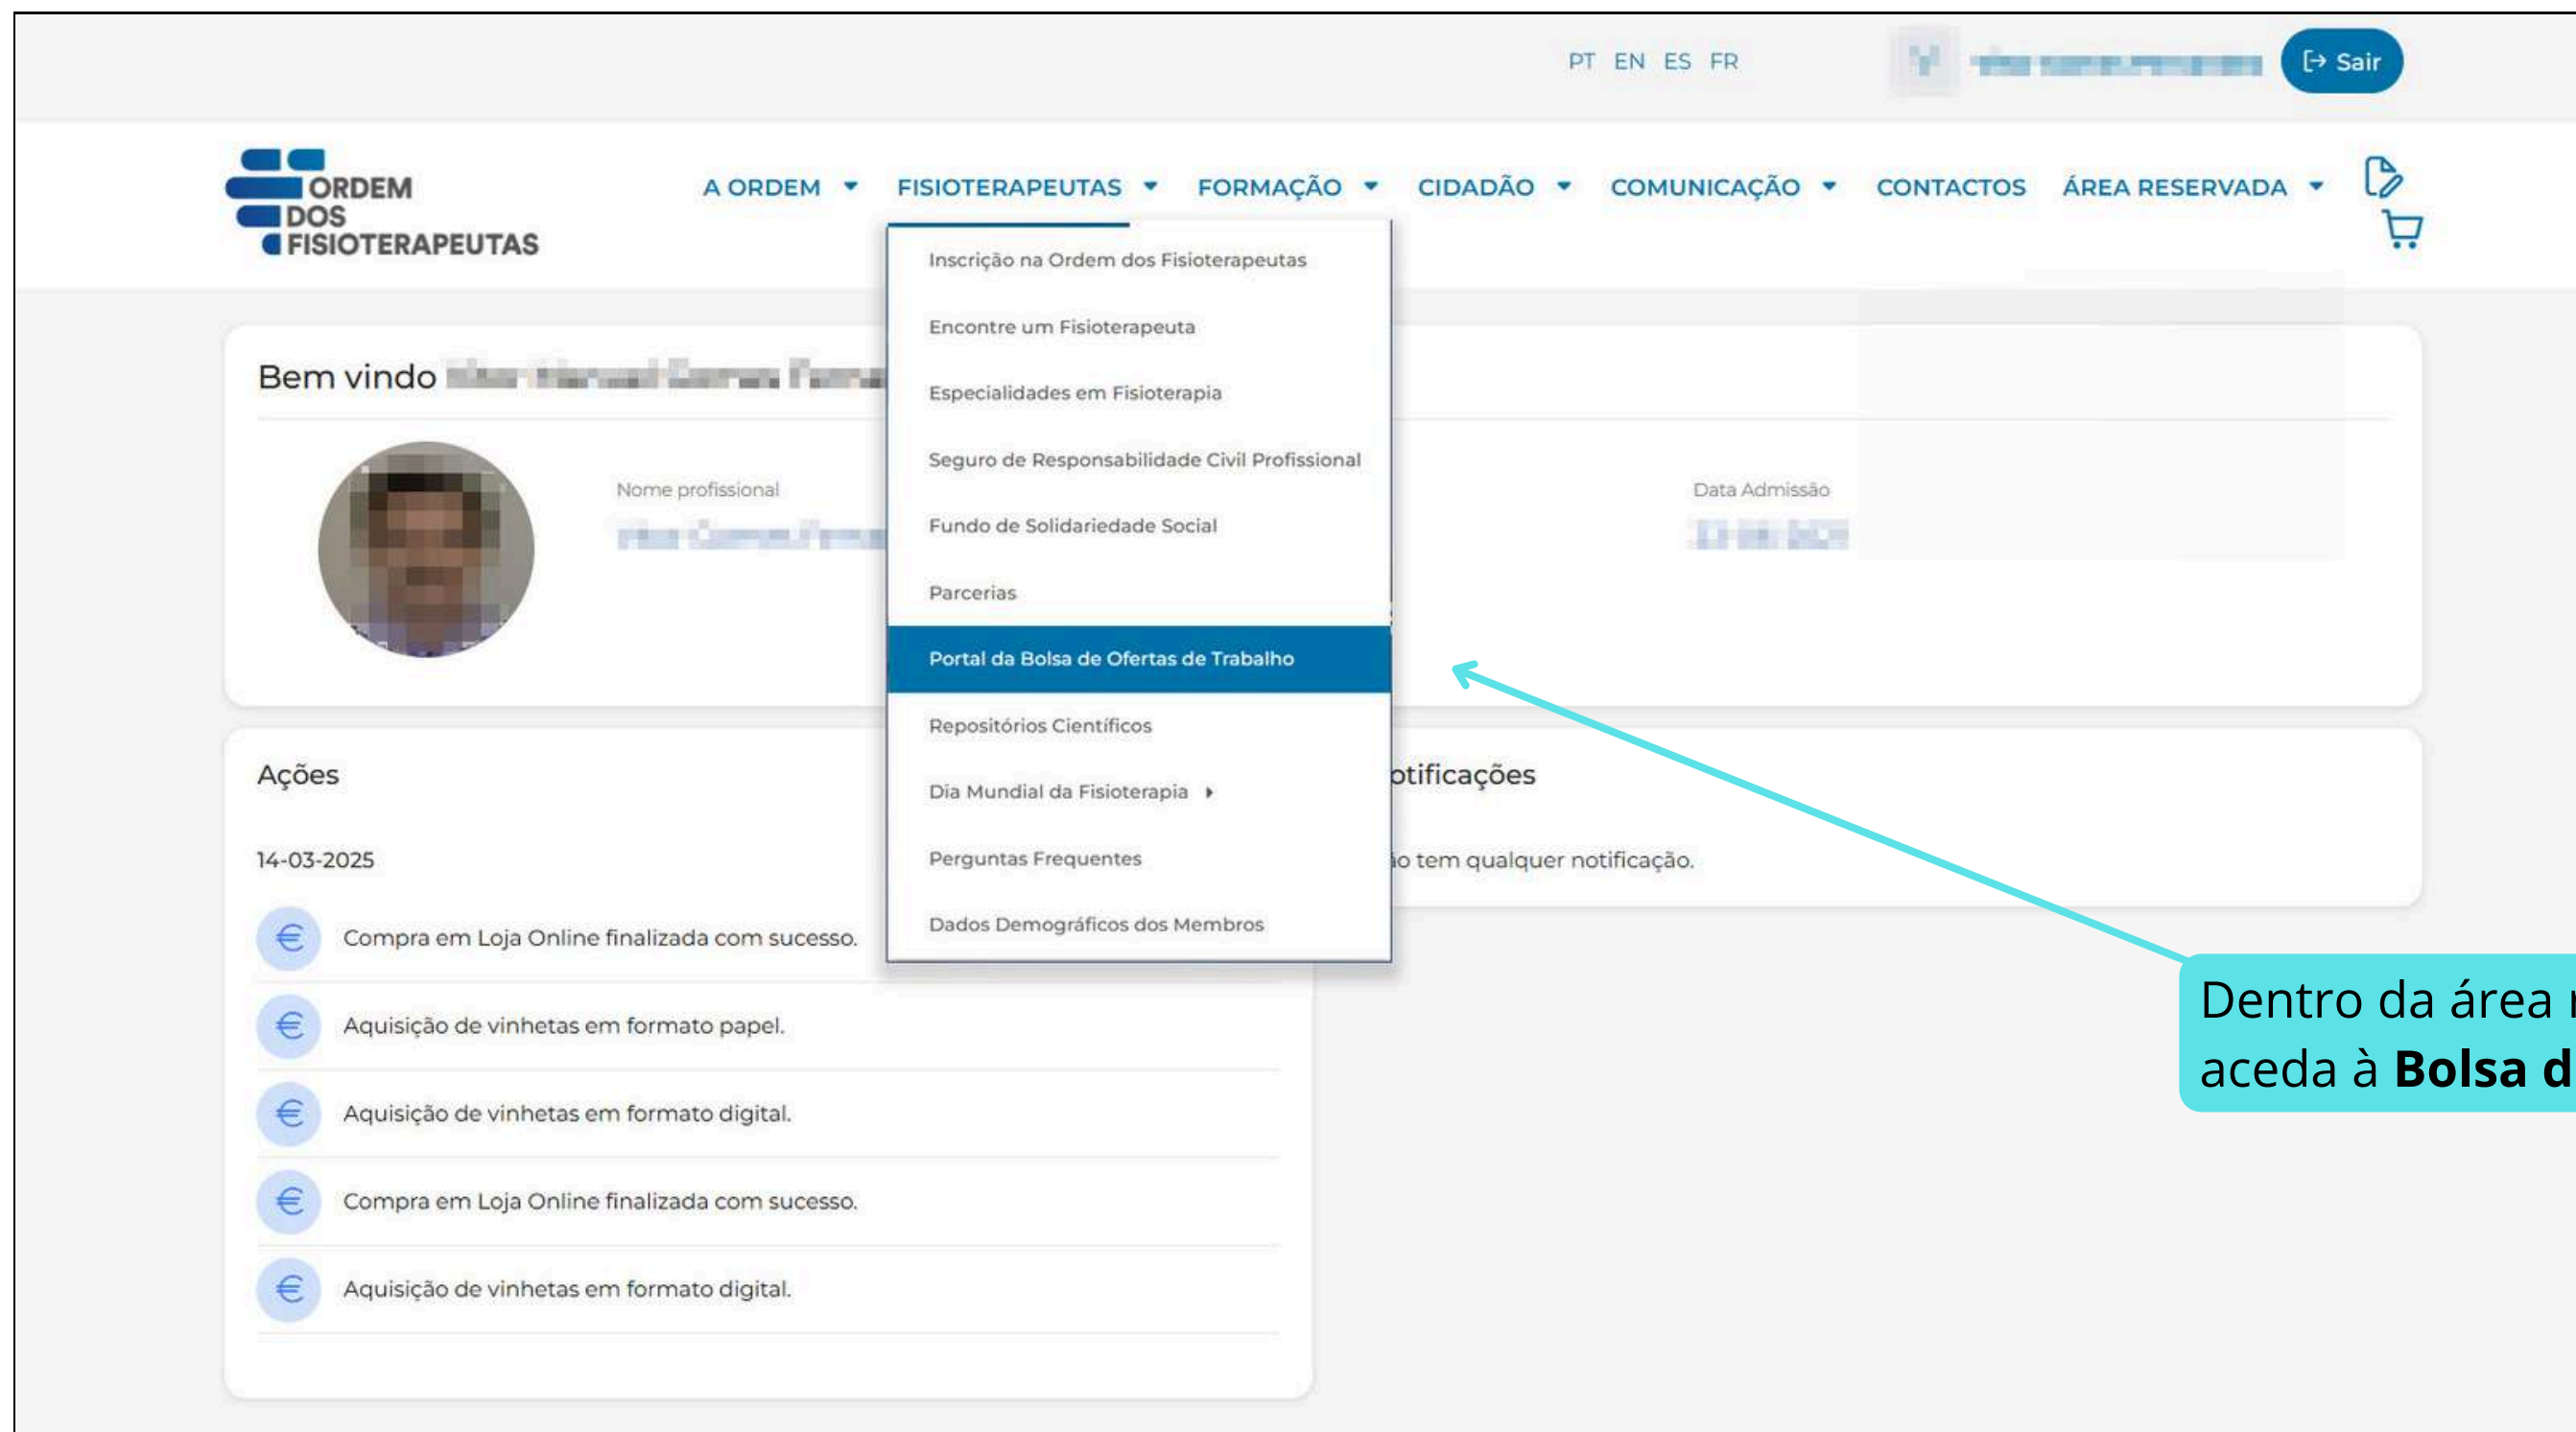 PT EN ES FR
Sair
ORDEM
DOS
FISIOTERAPEUTAS
A ORDEM FISIOTERAPEUTAS FORMAÇÃO CIDADÃO COMUNICAÇÃO CONTACTOS ÁREA RESERVADA
Inscrição na Ordem dos Fisioterapeutas
Encontre um Fisioterapeuta
Especialidades em Fisioterapia
Seguro de Responsabilidade Civil Profissional
Fundo de Solidariedade Social
Parcerias
Portal da Bolsa de Ofertas de Trabalho
Repositórios Científicos
Dia Mundial da Fisioterapia
Perguntas Frequentes
Dados Demográficos dos Membros
Bem vindo
Nome profissional
Data Admissão
Ações
14-03-2025
€ Compra em Loja Online finalizada com sucesso.
€ Aquisição de vinhetas em formato papel.
€ Aquisição de vinhetas em formato digital.
€ Compra em Loja Online finalizada com sucesso.
€ Aquisição de vinhetas em formato digital.
otificações
o tem qualquer notificação.
Dentro da área
aceda à Bolsa d